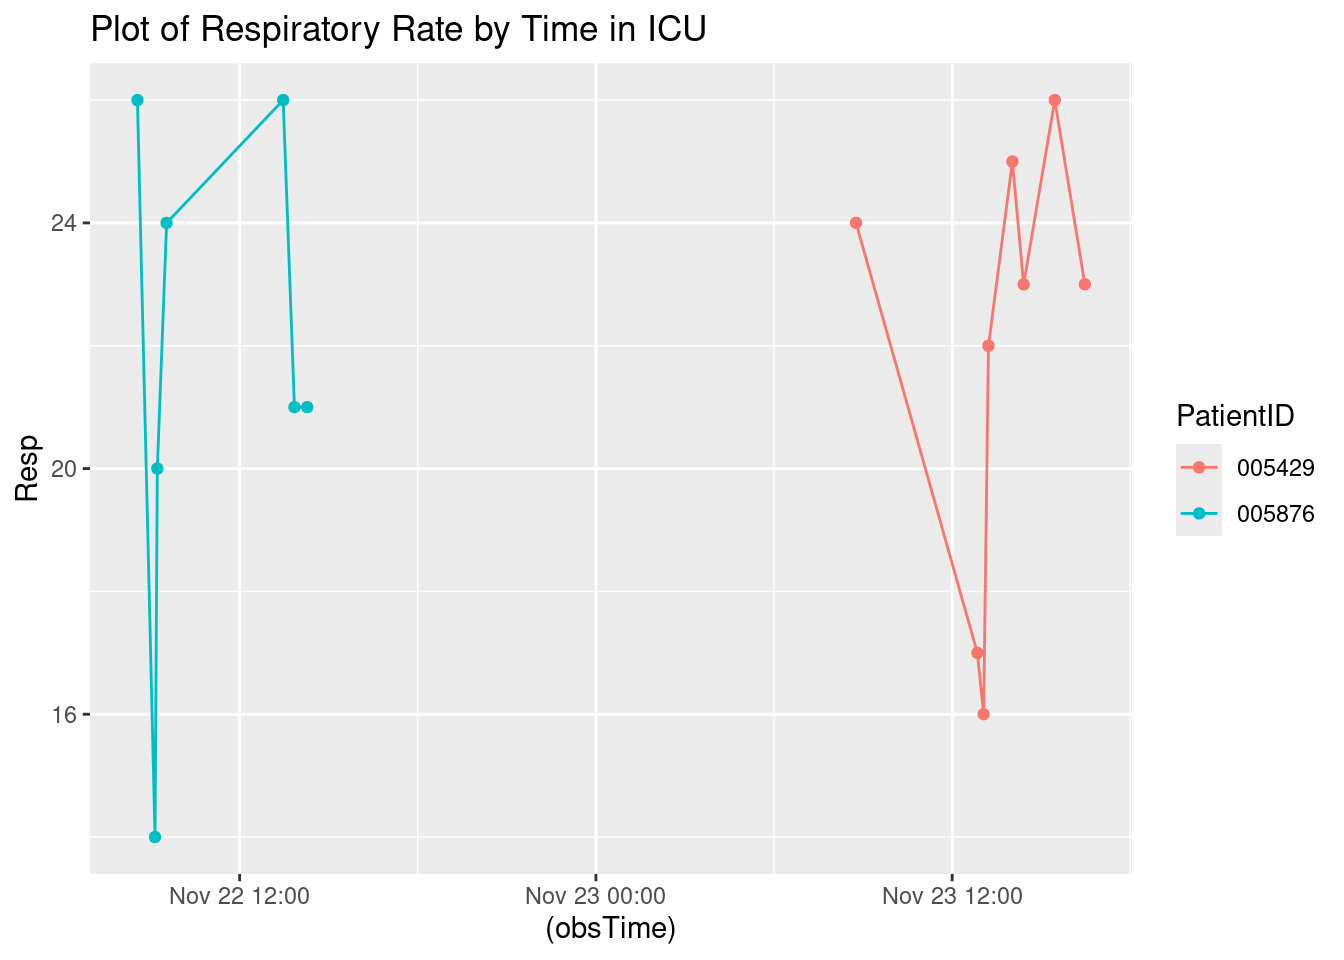 Plot of Respiratory Rate by Time in ICU
Resp
24
20
16
Nov 22 12:00
Nov 23 00:00
Nov 23 12:00
(obsTime)
PatientID
005429
005876